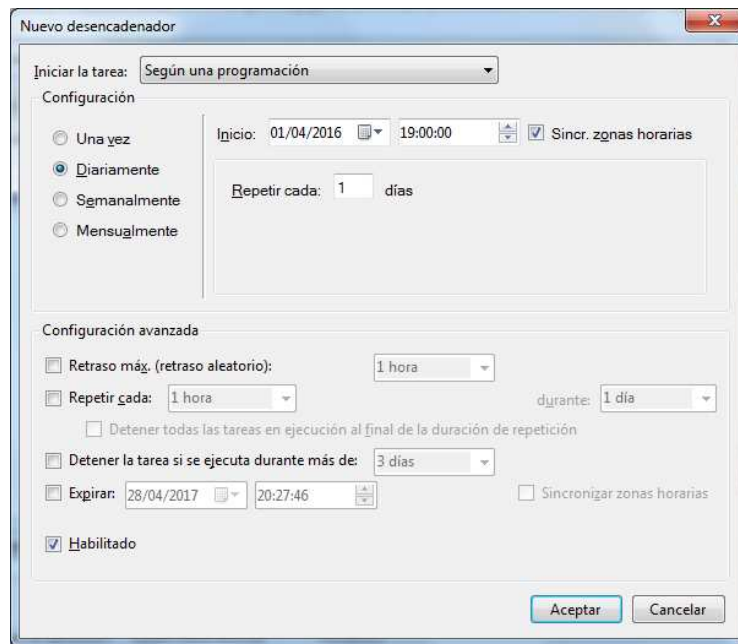 Nuevo desencadenador
Iniciar la tarea: Según una programación
Configuración
Una vez
Diariamente
Semanalmente
Mensualmente
Inicio: 01/04/2016 19:00:00 Sincr. zonas horarias
Repetir cada: 1 días
Configuración avanzada
Retraso máx. (retraso aleatorio): 1 hora
Repetir cada: 1 hora durante: 1 día
Detener todas las tareas en ejecución al final de la duración de repetición
Detener la tarea si se ejecuta durante más de: 3 días
Expirar: 28/04/2017 20:27:46 Sincronizar zonas horarias
Habilitado
Aceptar Cancelar